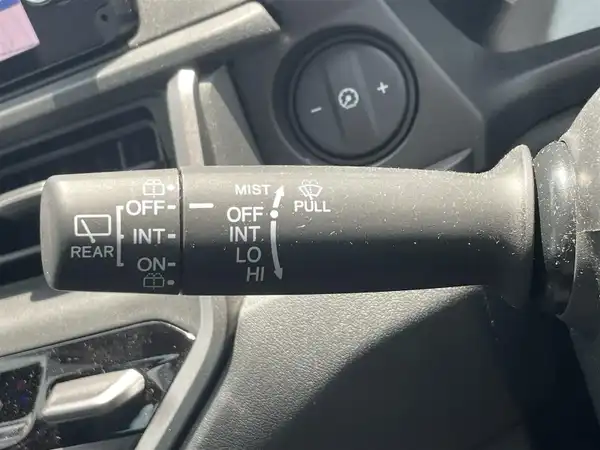 − +
REAR
OFF
INT
ON
MIST
OFF
INT
LO
HI
PULL